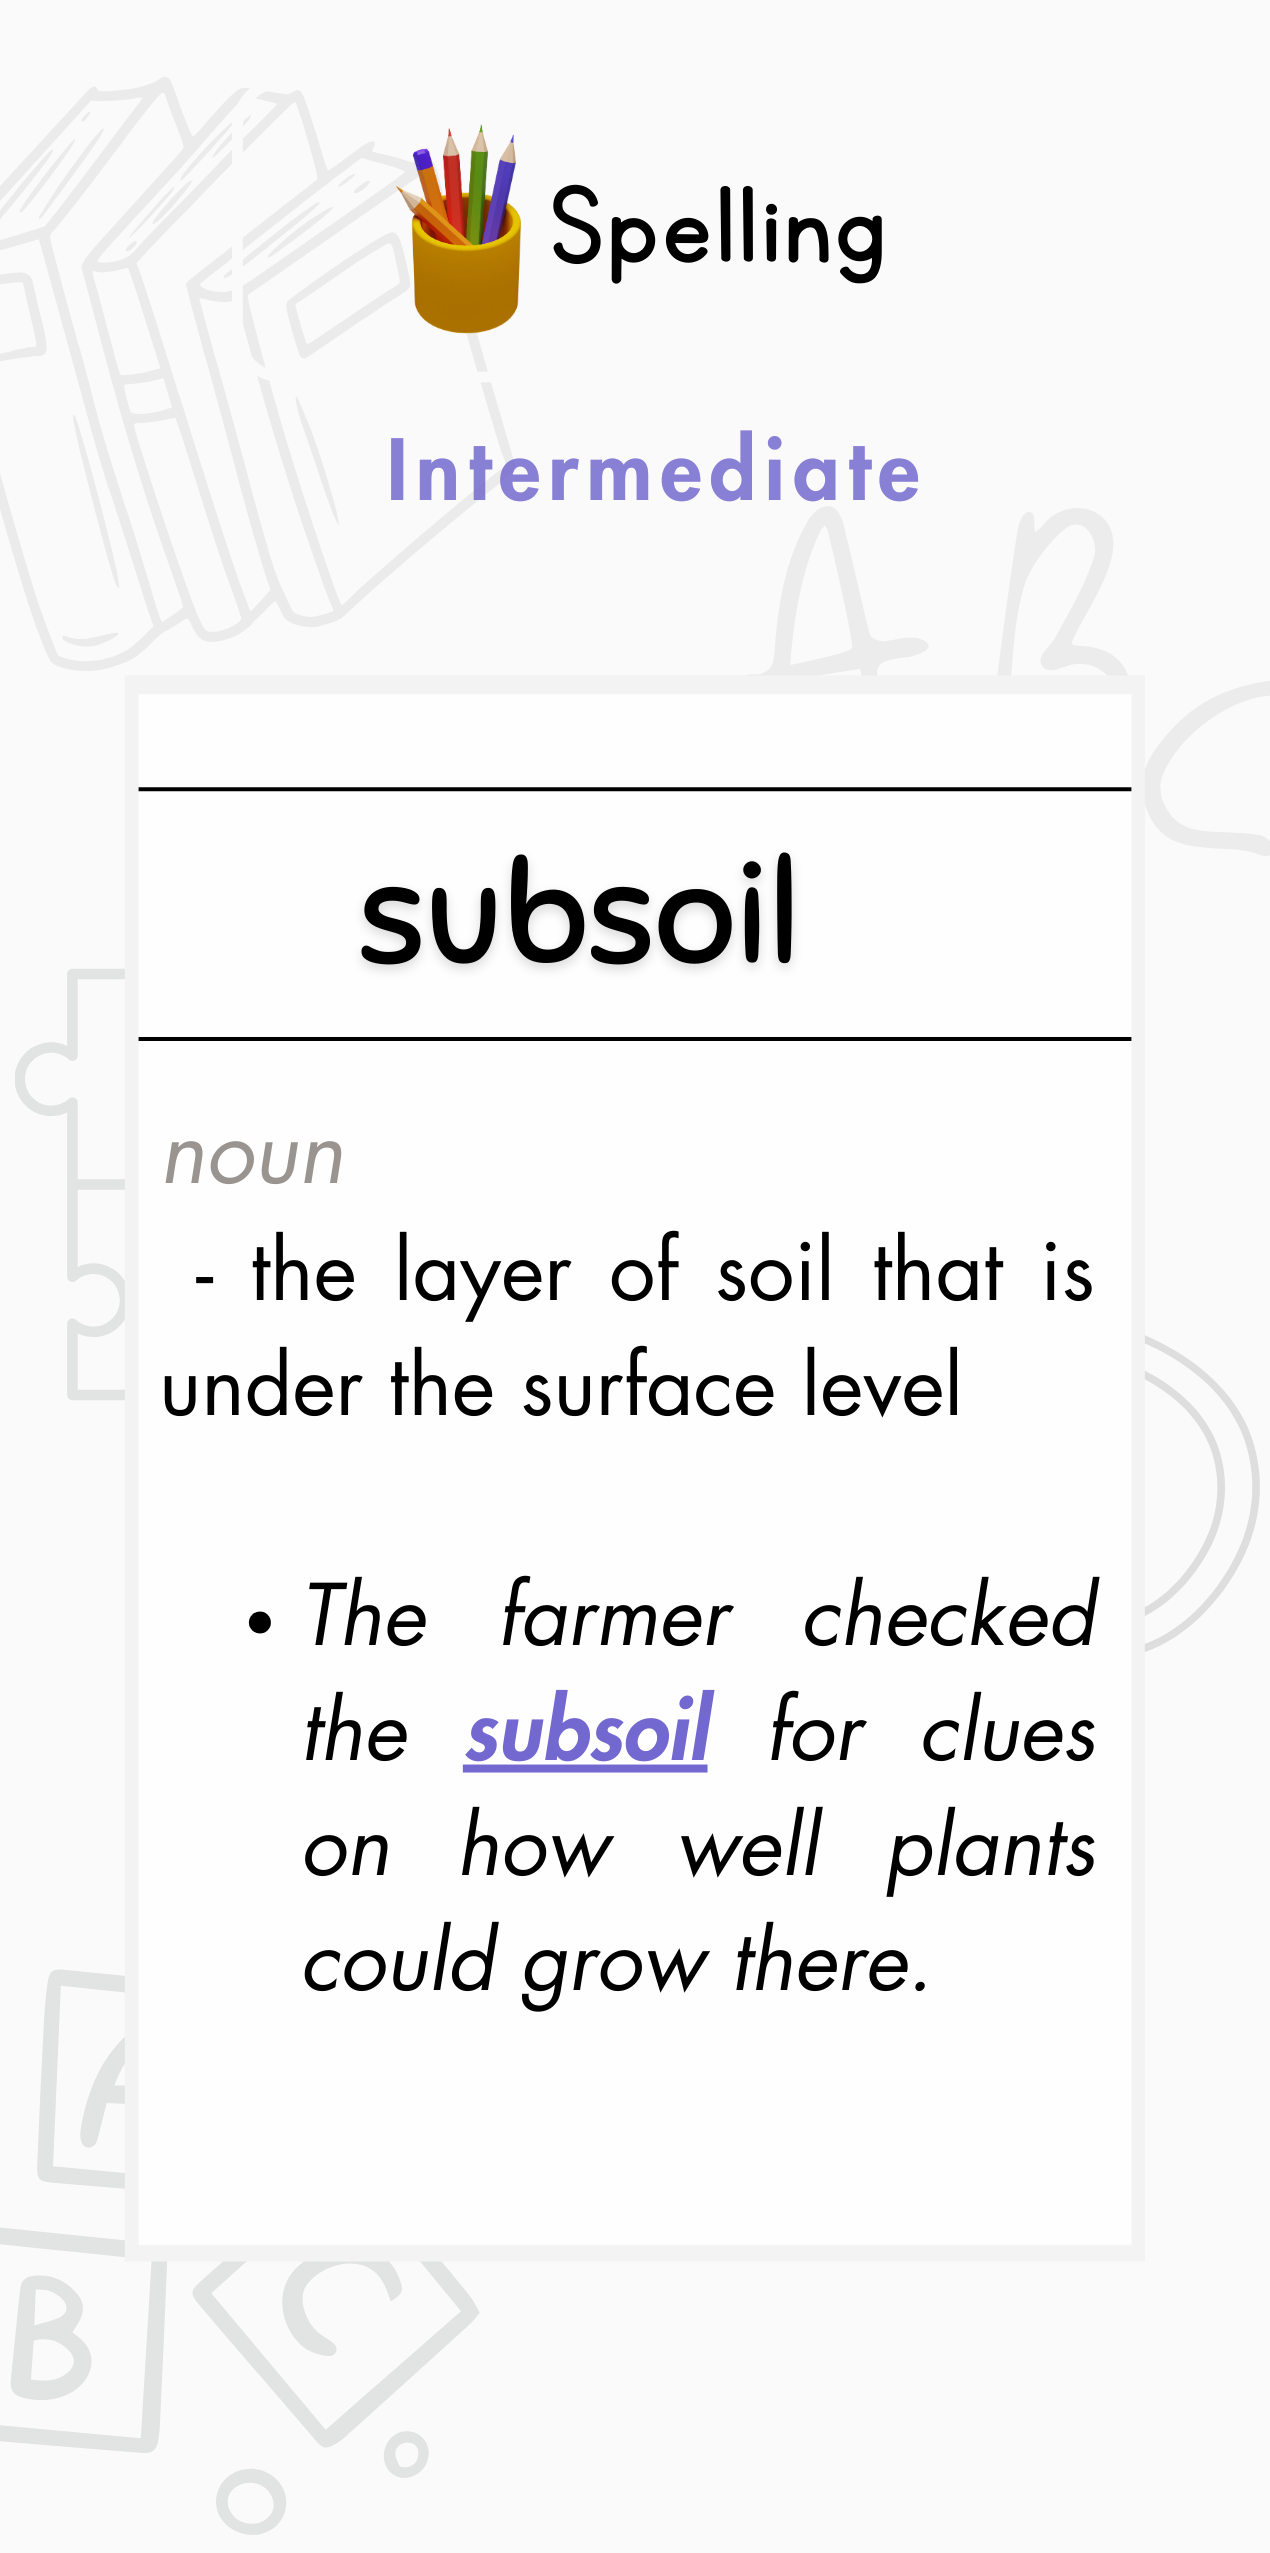 Spelling
Intermediate
A B
subsoil
noun
- the layer of soil that is
under the surface level
• The farmer checked
the subsoil for clues
on how well plants
could grow there.
A
B
C